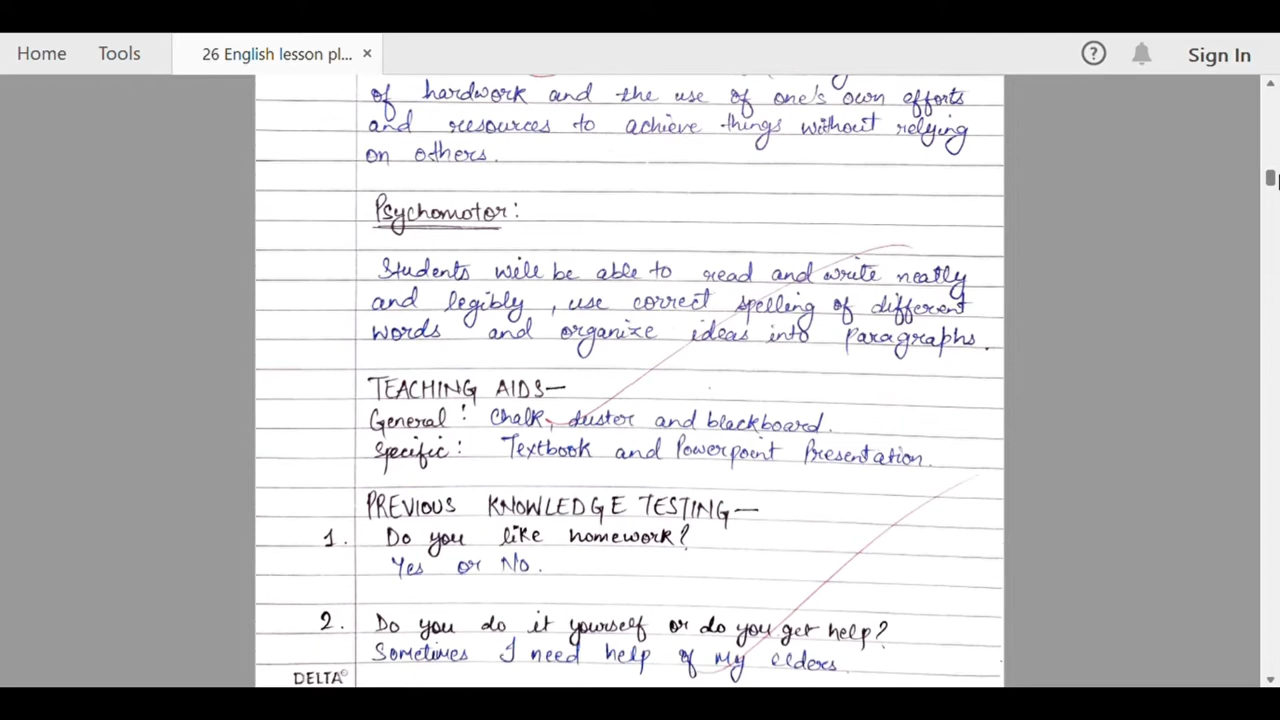 Home Tools 26 English lesson pl... × ? Sign In
of hardwork and the use of one's own efforts
and resources to achieve things without relying
on others.
Psychomotor:
Students will be able to read and write neatly
and legibly, use correct spelling of different
words and organize ideas into paragraphs.
TEACHING AIDS—
General: Chalk, duster and blackboard.
Specific: Textbook and Powerpoint Presentation.
PREVIOUS KNOWLEDGE TESTING—
1. Do you like homework?
Yes or No.
2. Do you do it yourself or do you get help?
Sometimes I need help of my elders.
DELTA©